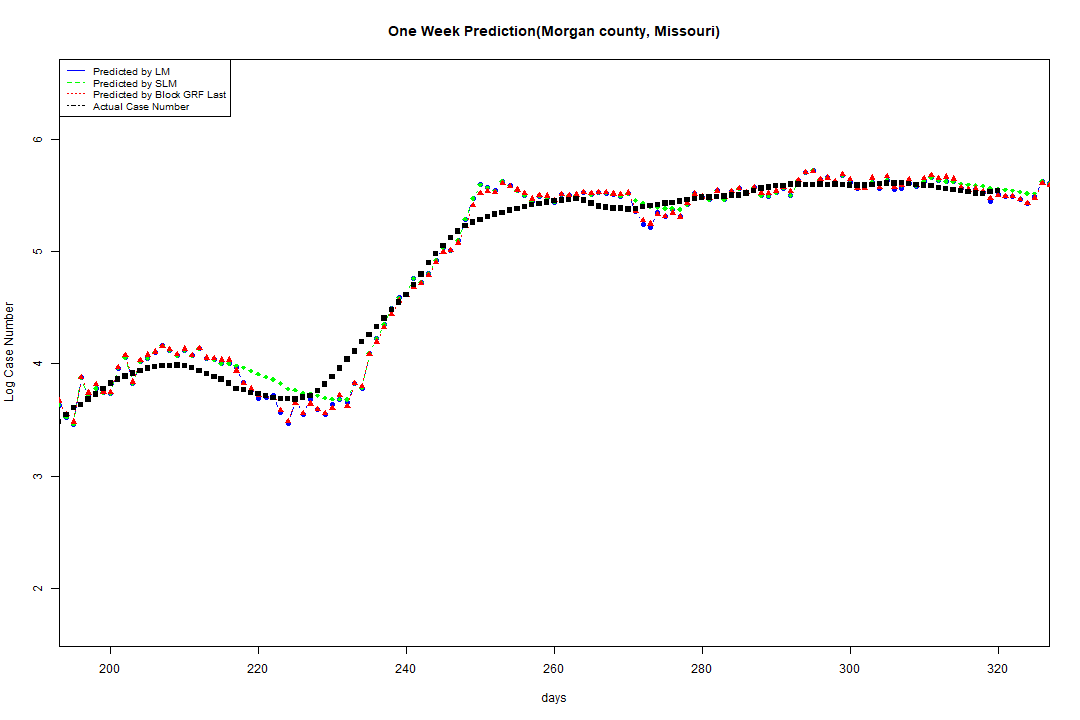 One Week Prediction(Morgan county, Missouri)
Predicted by LM
Predicted by SLM
Predicted by Block GRF Last
Actual Case Number
6
5
4
3
2
Log Case Number
200 220 240 260 280 300 320
days